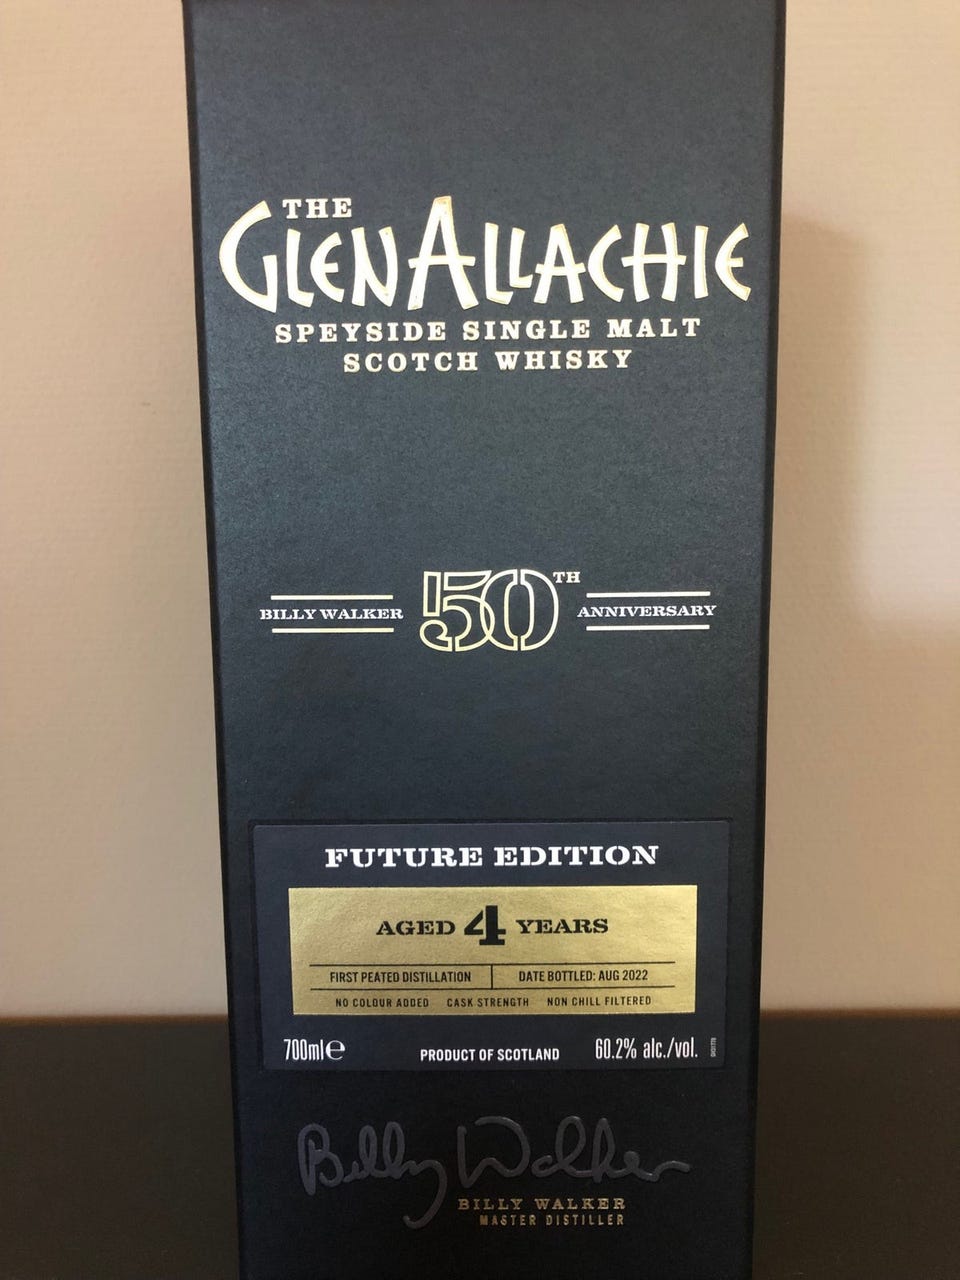 THE
GLENALLACHIE
SPEYSIDE SINGLE MALT
SCOTCH WHISKY
BILLY WALKER 50TH ANNIVERSARY
FUTURE EDITION
AGED 4 YEARS
FIRST PEATED DISTILLATION DATE BOTTLED: AUG 2022
NO COLOUR ADDED CASK STRENGTH NON CHILL FILTERED
700ml℮ PRODUCT OF SCOTLAND 60.2% alc./vol.
Billy Walker
BILLY WALKER
MASTER DISTILLER